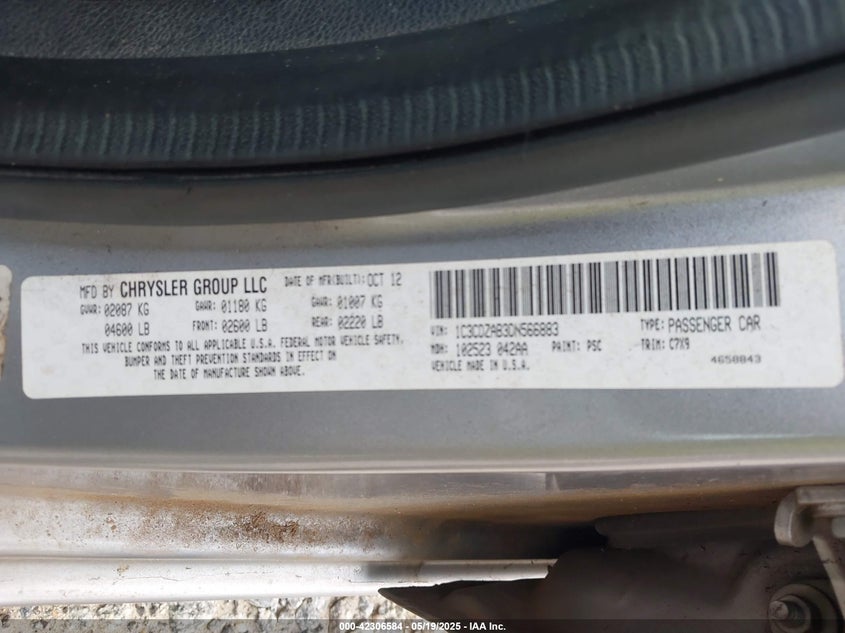 MFD BY CHRYSLER GROUP LLC DATE OF MFR(BUILT): OCT 12
GVWR: 02087 KG GAWR: 01180 KG GAWR: 01007 KG
04600 LB FRONT: 02600 LB REAR: 02220 LB
THIS VEHICLE CONFORMS TO ALL APPLICABLE U.S.A. FEDERAL MOTOR VEHICLE SAFETY,
BUMPER AND THEFT PREVENTION STANDARDS IN EFFECT ON
THE DATE OF MANUFACTURE SHOWN ABOVE.
VIN: 1C3CDZAB3DN566883 TYPE: PASSENGER CAR
MDH: 102523 042AA PAINT: PSC TRIM: C7X9
VEHICLE MADE IN U.S.A. 4658843
000-42306584 - 05/19/2025 - IAA Inc.